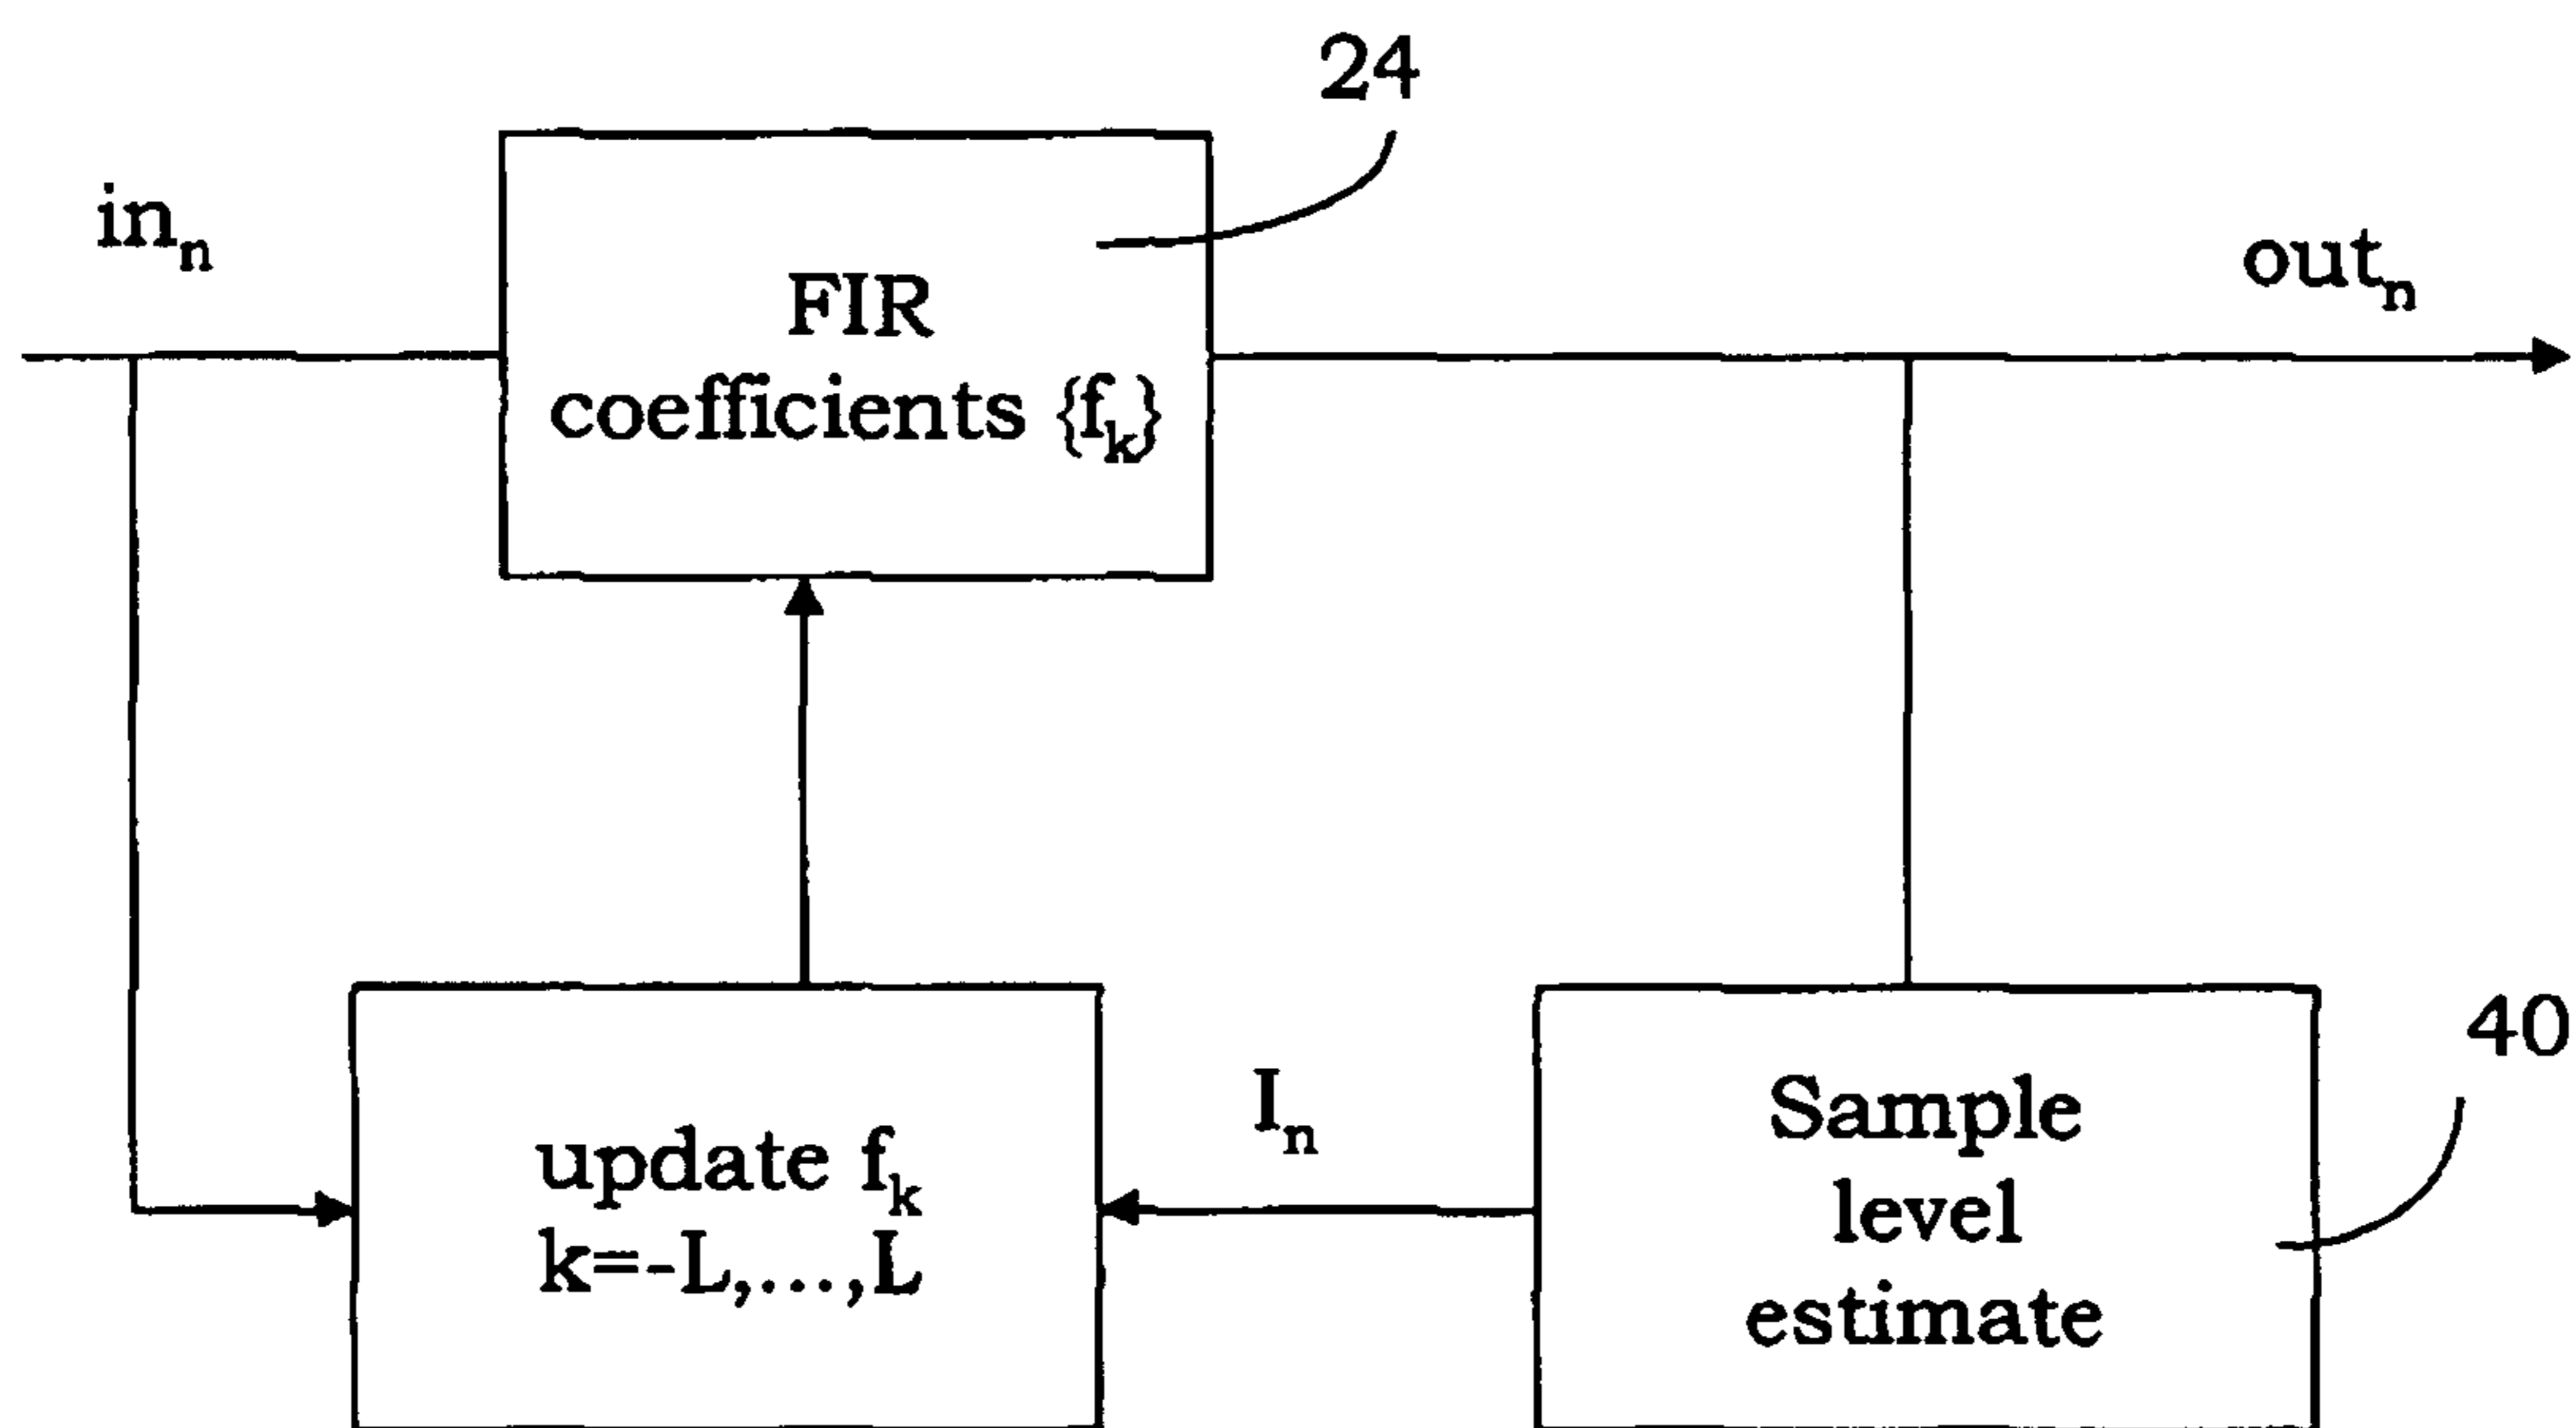 24
in_n
FIR
coefficients {f_k}
out_n
update f_k
k=-L,...,L
I_n
Sample
level
estimate
40